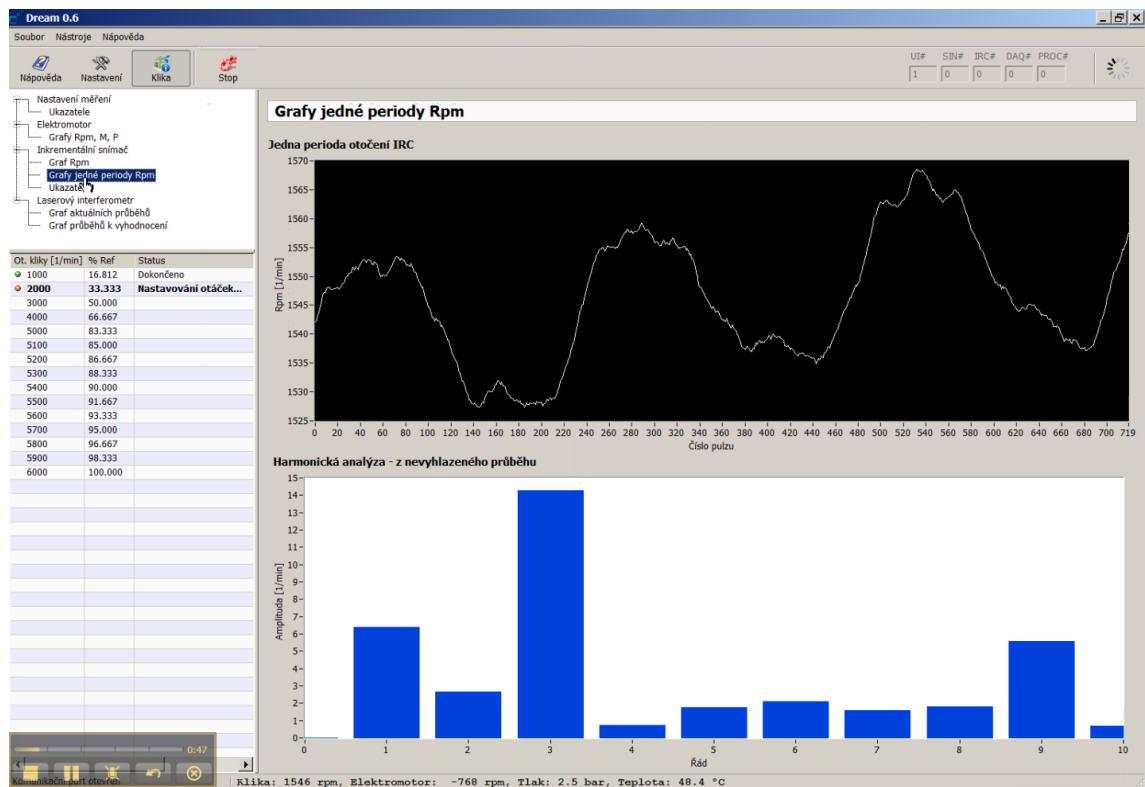 Dream 0.6
Soubor Nástroje Nápověda
Nápověda Nastavení Klika Stop
UI# SIN# IRC# DAQ# PROC#
1 0 0 0 0
Nastavení měření
Ukazatele
Elektromotor
Grafy Rpm, M, P
Inkrementální snímač
Graf Rpm
Grafy jedné periody Rpm
Laserový interferometr
Graf aktuálních průběhů
Graf průběhů k vyhodnocení
Ot. kliky [1/min] % Ref Status
1000 16.812 Dokončeno
2000 33.333 Nastavování otáček...
3000 50.000
4000 66.667
5000 83.333
5100 85.000
5200 86.667
5300 88.333
5400 90.000
5500 91.667
5600 93.333
5700 95.000
5800 96.667
5900 98.333
6000 100.000
0:47
Grafy jedné periody Rpm
Jedna perioda otočení IRC
Rpm [1/min]
1570
1565
1560
1555
1550
1545
1540
1535
1530
1525
0 20 40 60 80 100 120 140 160 180 200 220 240 260 280 300 320 340 360 380 400 420 440 460 480 500 520 540 560 580 600 620 640 660 680 700 719
Číslo pulzu
Harmonická analýza - z nevyhlazeného průběhu
Amplituda [1/min]
15
14
13
12
11
10
9
8
7
6
5
4
3
2
1
0
0 1 2 3 4 5 6 7 8 9 10
Řád
Komunikační port otevřen
Klika: 1546 rpm, Elektromotor: -768 rpm, Tlak: 2.5 bar, Teplota: 48.4 °C